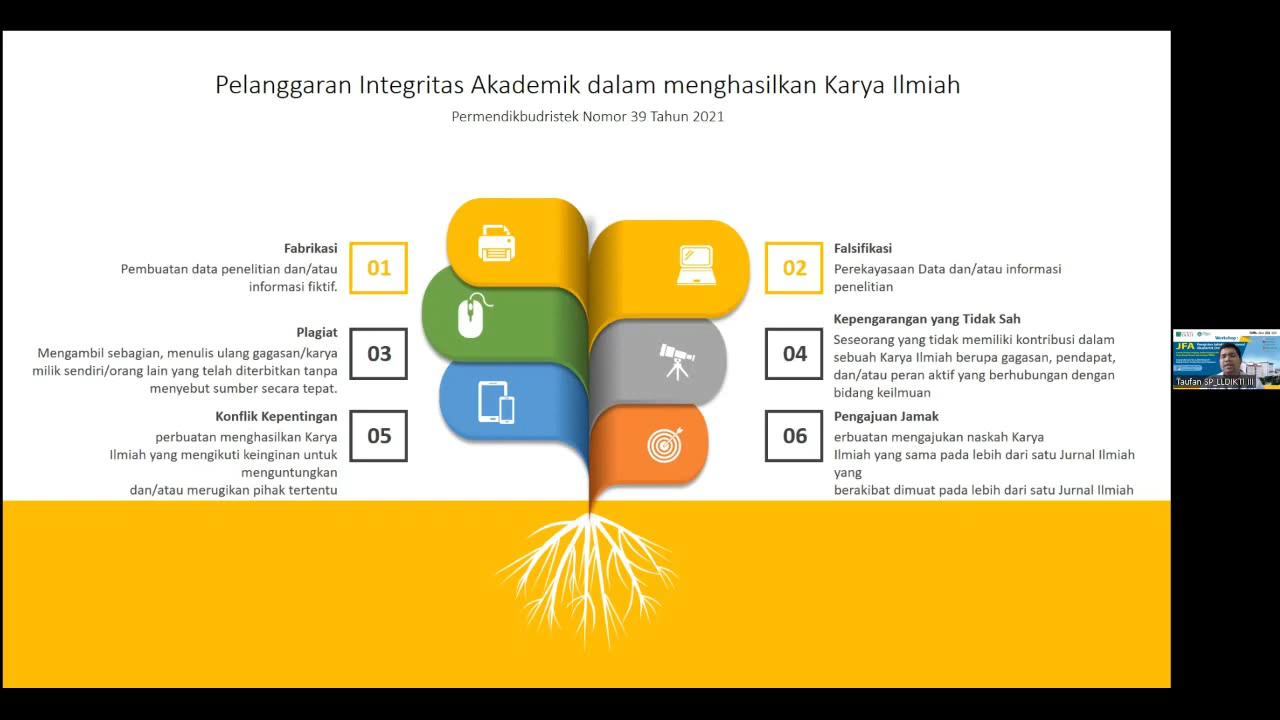 Pelanggaran Integritas Akademik dalam menghasilkan Karya Ilmiah
Permendikbudristek Nomor 39 Tahun 2021
Fabrikasi
01
Pembuatan data penelitian dan/atau
informasi fiktif.
02
Falsifikasi
Perekayasaan Data dan/atau informasi
penelitian
Plagiat
03
Mengambil sebagian, menulis ulang gagasan/karya
milik sendiri/orang lain yang telah diterbitkan tanpa
menyebut sumber secara tepat.
04
Kepengarangan yang Tidak Sah
Seseorang yang tidak memiliki kontribusi dalam
sebuah Karya Ilmiah berupa gagasan, pendapat,
dan/atau peran aktif yang berhubungan dengan
bidang keilmuan
Konflik Kepentingan
05
perbuatan menghasilkan Karya
Ilmiah yang mengikuti keinginan untuk
menguntungkan
dan/atau merugikan pihak tertentu
06
Pengajuan Jamak
erbuatan mengajukan naskah Karya
Ilmiah yang sama pada lebih dari satu Jurnal Ilmiah
yang
berakibat dimuat pada lebih dari satu Jurnal Ilmiah
Workshop
JFA
Taufan SP_LLDIKTI III